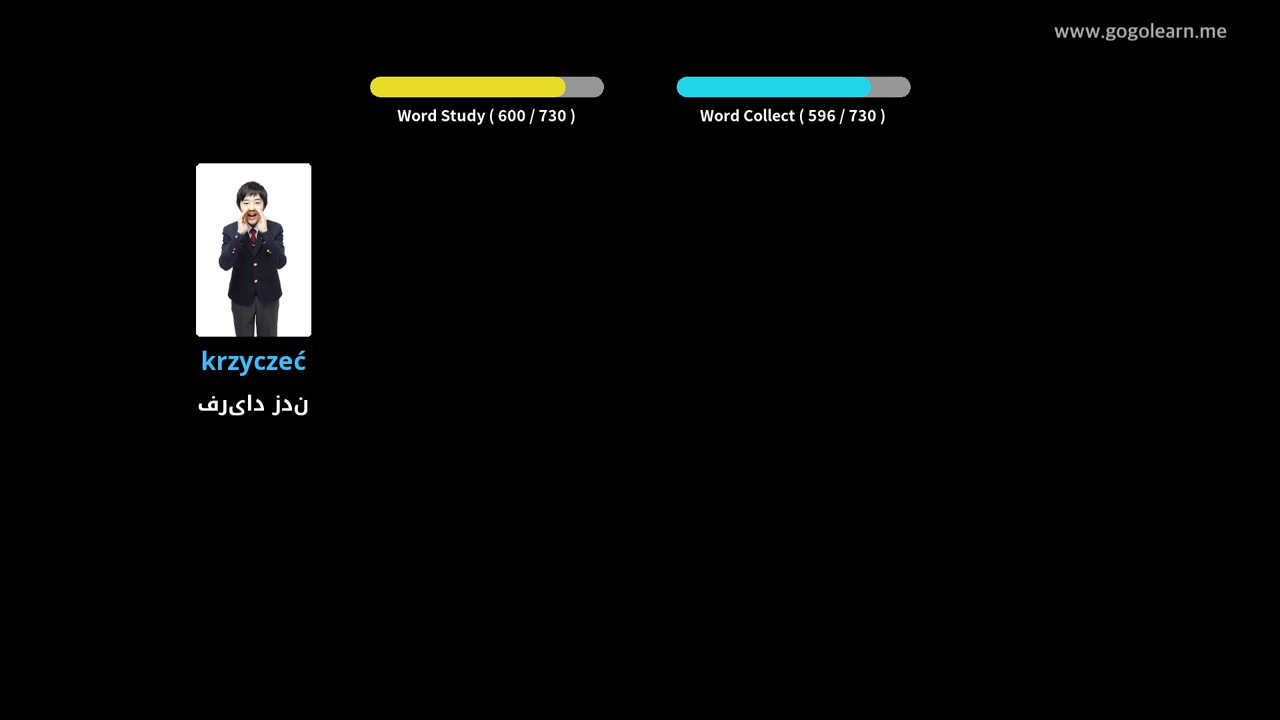 www.gogolearn.me
Word Study ( 600 / 730 )
Word Collect ( 596 / 730 )
krzyczeć
فریاد زدن